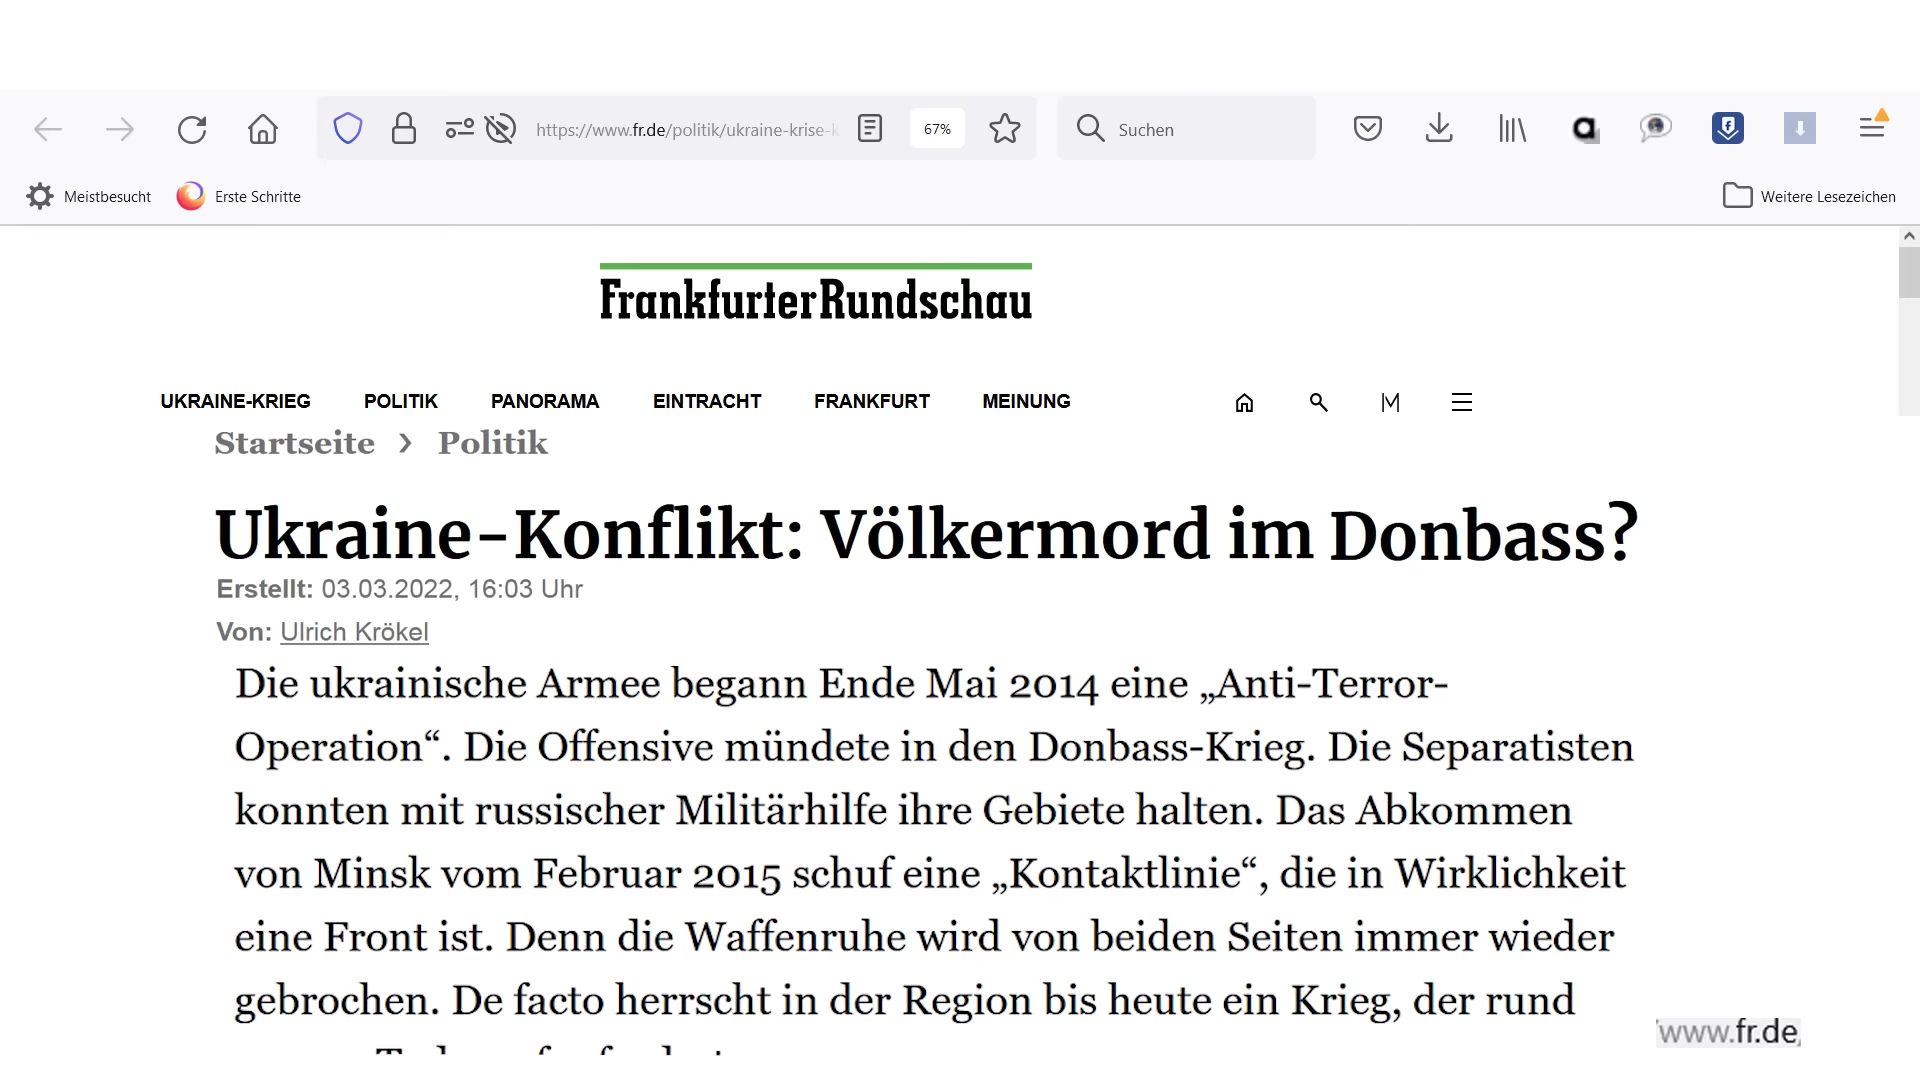 https://www.fr.de/politik/ukraine-krise-k
67%
Suchen
Meistbesucht
Erste Schritte
Weitere Lesezeichen
FrankfurterRundschau
UKRAINE-KRIEG POLITIK PANORAMA EINTRACHT FRANKFURT MEINUNG
Startseite › Politik
Ukraine-Konflikt: Völkermord im Donbass?
Erstellt: 03.03.2022, 16:03 Uhr
Von: Ulrich Krökel
Die ukrainische Armee begann Ende Mai 2014 eine „Anti-Terror-
Operation“. Die Offensive mündete in den Donbass-Krieg. Die Separatisten
konnten mit russischer Militärhilfe ihre Gebiete halten. Das Abkommen
von Minsk vom Februar 2015 schuf eine „Kontaktlinie“, die in Wirklichkeit
eine Front ist. Denn die Waffenruhe wird von beiden Seiten immer wieder
gebrochen. De facto herrscht in der Region bis heute ein Krieg, der rund
www.fr.de